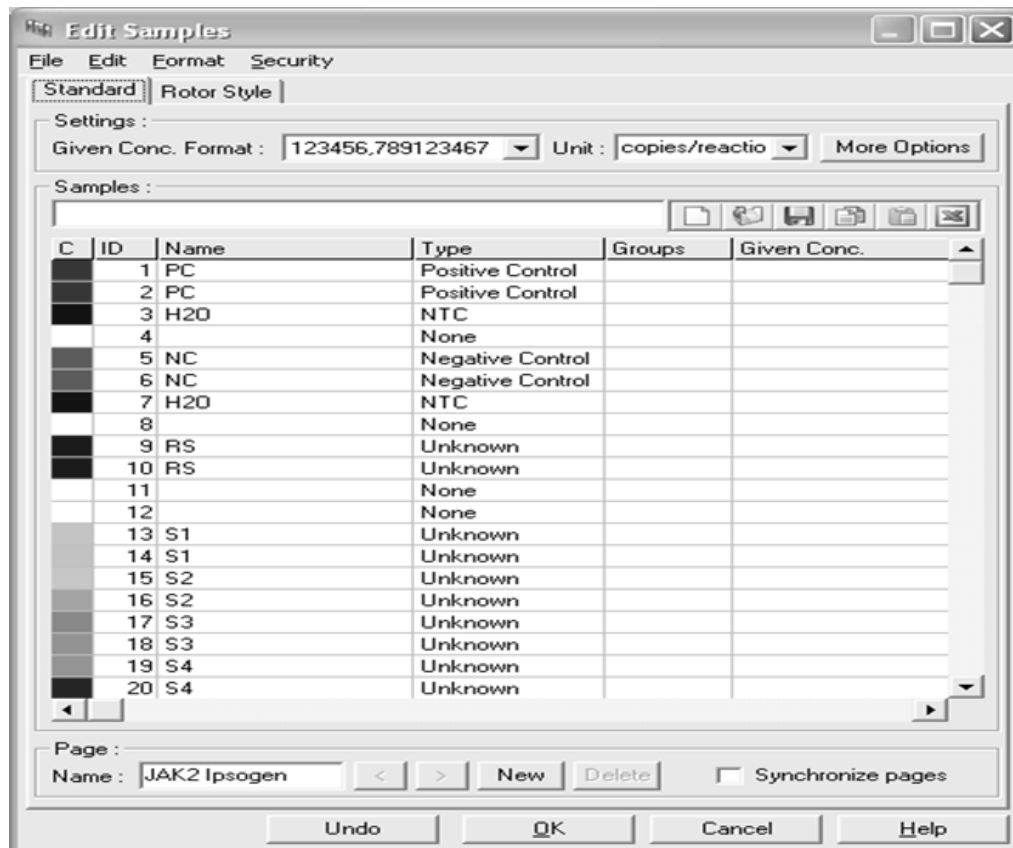 Edit Samples
File Edit Format Security
Standard Rotor Style
Settings :
Given Conc. Format : 123456,789123467 Unit : copies/reactio More Options
Samples :
C ID Name Type Groups Given Conc.
1 PC Positive Control
2 PC Positive Control
3 H2O NTC
4 None
5 NC Negative Control
6 NC Negative Control
7 H2O NTC
8 None
9 RS Unknown
10 RS Unknown
11 None
12 None
13 S1 Unknown
14 S1 Unknown
15 S2 Unknown
16 S2 Unknown
17 S3 Unknown
18 S3 Unknown
19 S4 Unknown
20 S4 Unknown
Page :
Name : JAK2 Ipsogen < > New Delete Synchronize pages
Undo OK Cancel Help